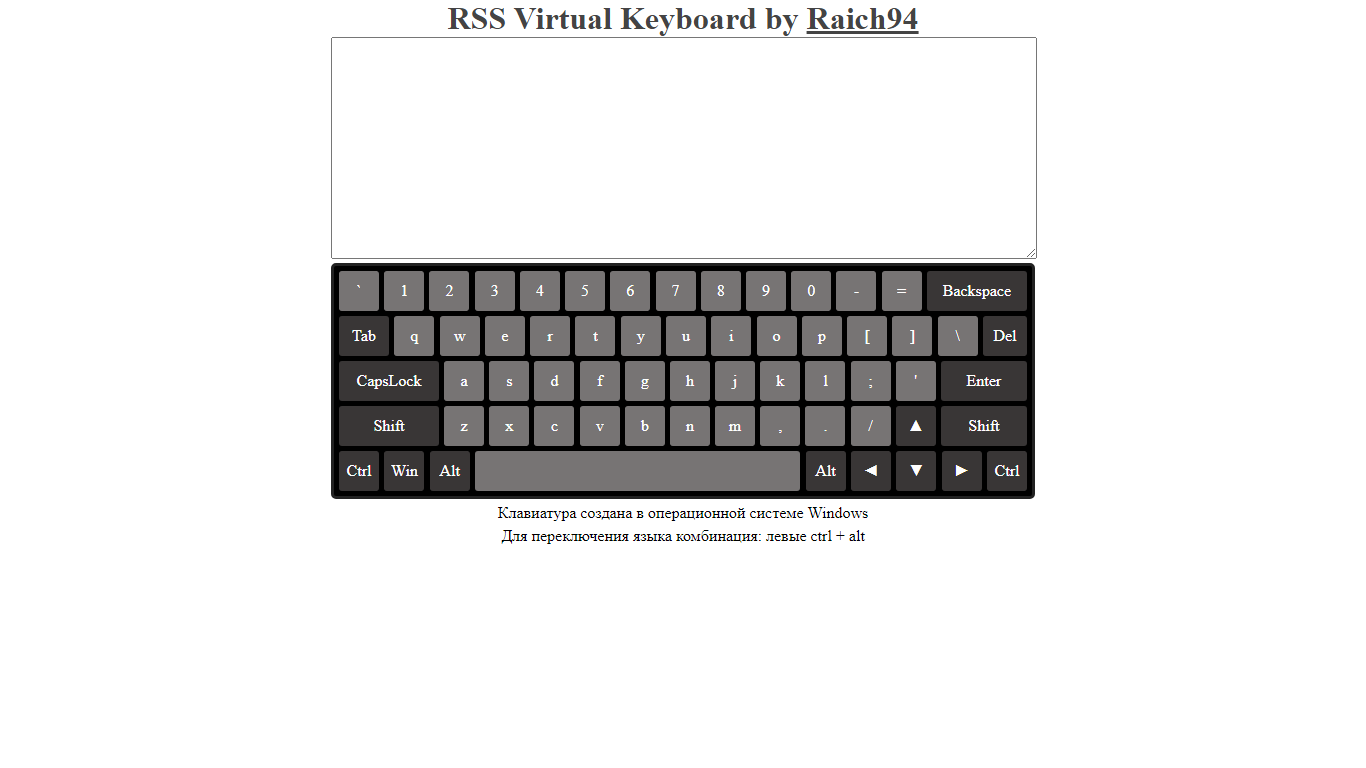 RSS Virtual Keyboard by Raich94
` 1 2 3 4 5 6 7 8 9 0 - = Backspace
Tab q w e r t y u i o p [ ] \ Del
CapsLock a s d f g h j k l ; ' Enter
Shift z x c v b n m , . / ▲ Shift
Ctrl Win Alt Alt ◄ ▼ ► Ctrl
Клавиатура создана в операционной системе Windows
Для переключения языка комбинация: левые ctrl + alt